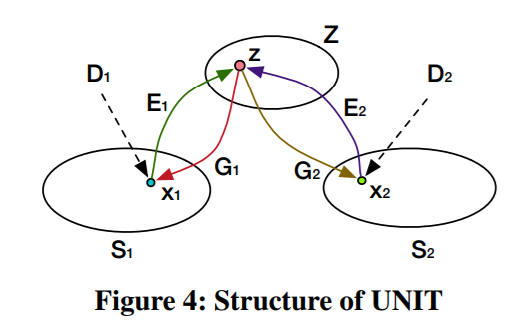 Z
z
D₁
D₂
E₁
E₂
G₁
G₂
x₁
x₂
S₁
S₂
Figure 4: Structure of UNIT